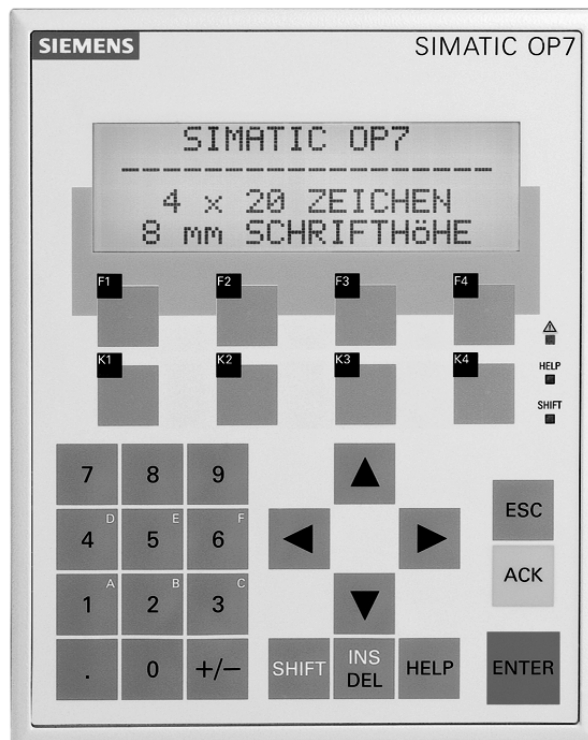 SIEMENS
SIMATIC OP7
SIMATIC OP7
--------------------
4 x 20 ZEICHEN
8 mm SCHRIFTHöHE
F1 F2 F3 F4
K1 K2 K3 K4
HELP
SHIFT
7 8 9
4 D 5 E 6 F
1 A 2 B 3 C
. 0 +/−
ESC
ACK
SHIFT
INS
DEL
HELP
ENTER